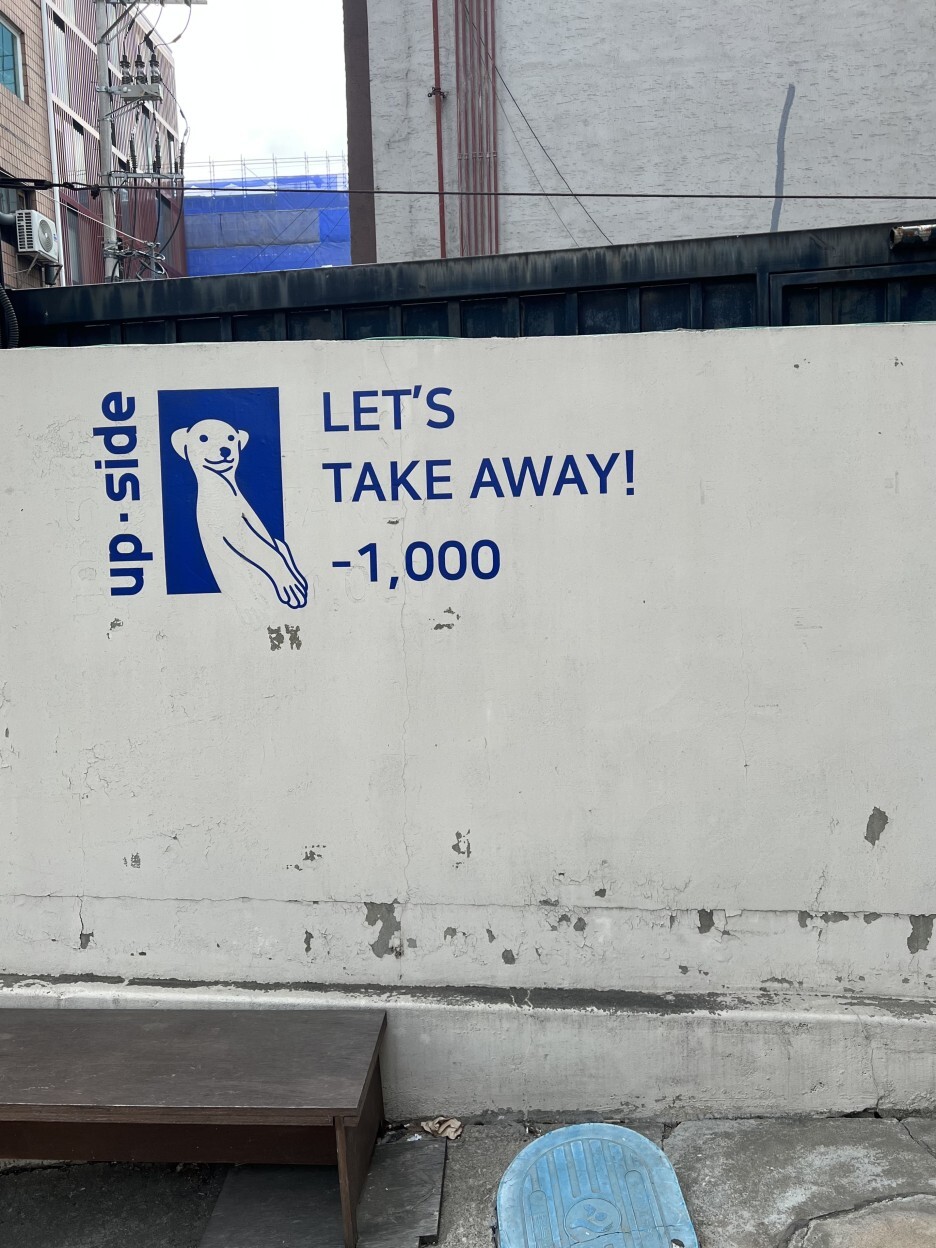 up·side
LET'S
TAKE AWAY!
-1,000